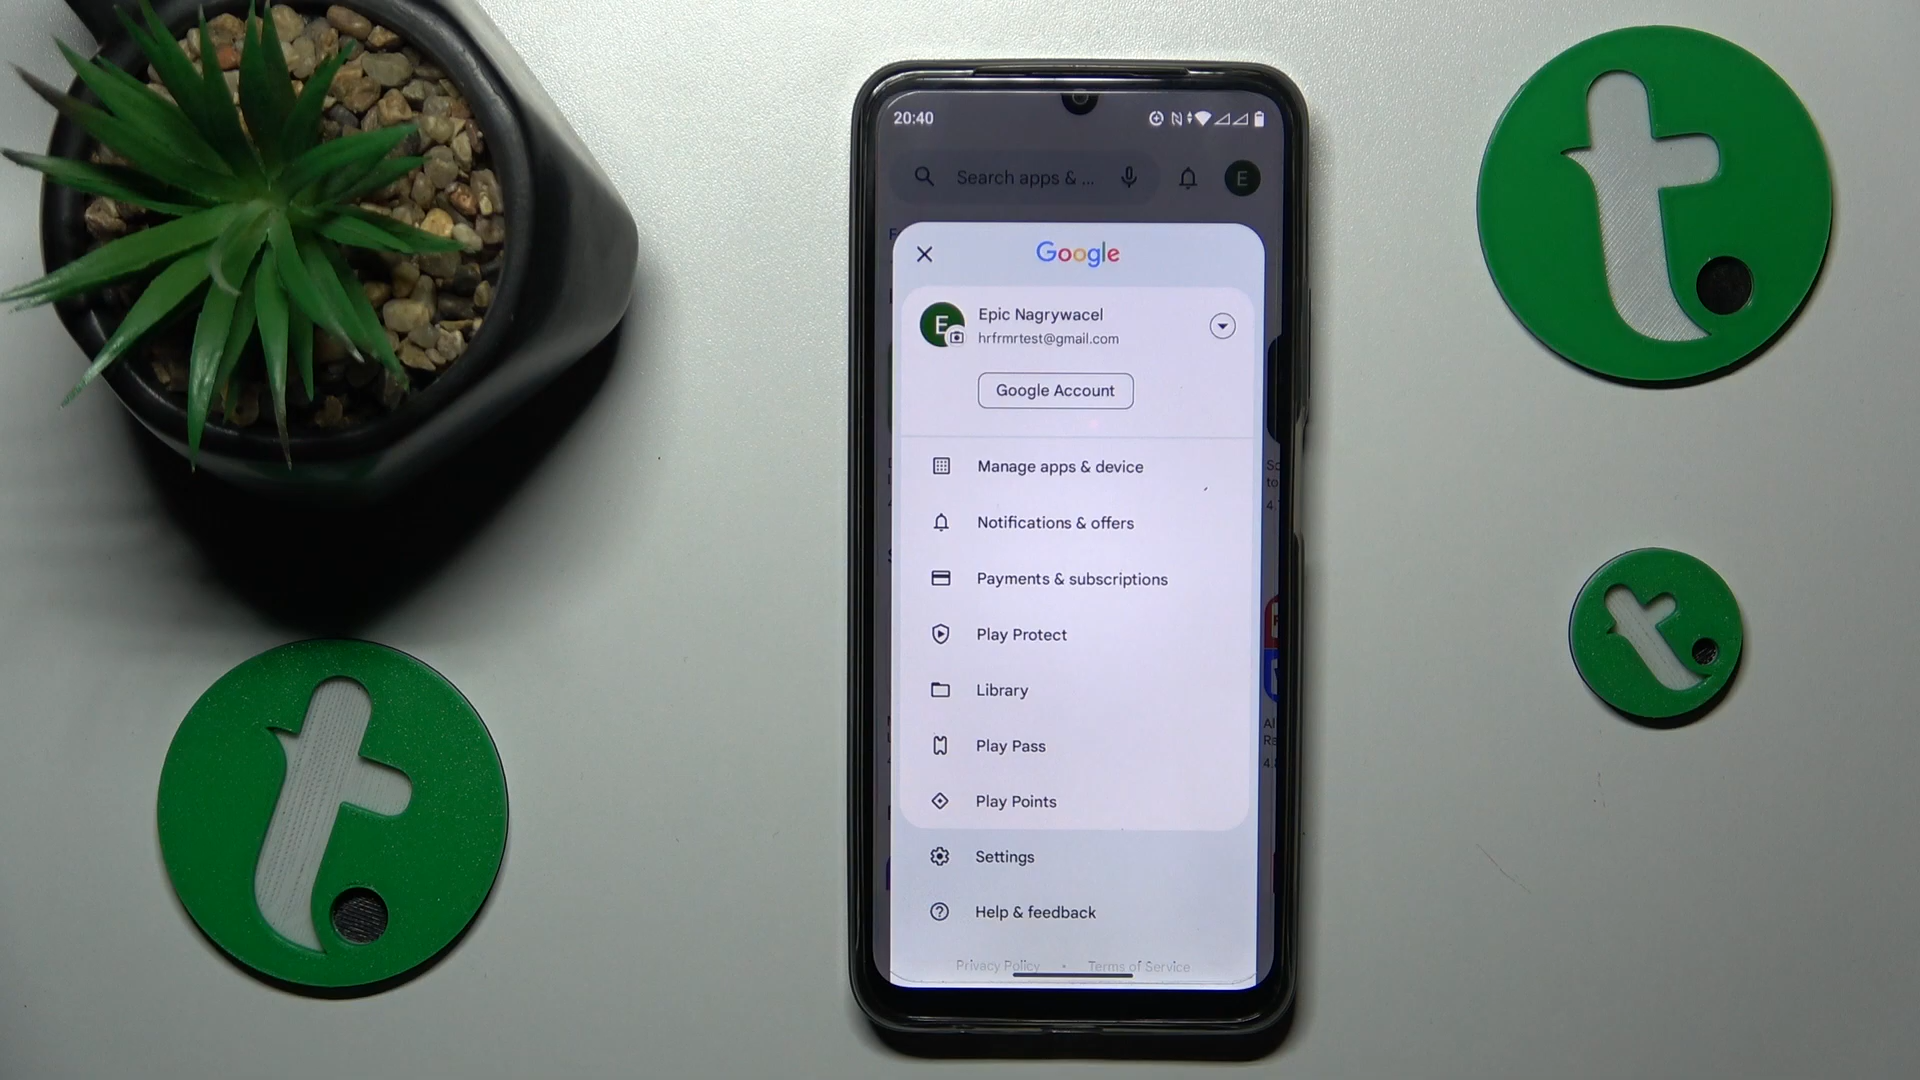 20:40
Search apps & ...
E
Google
E
Epic Nagrywacel
hrfrmrtest@gmail.com
Google Account
Manage apps & device
Notifications & offers
Payments & subscriptions
Play Protect
Library
Play Pass
Play Points
Settings
Help & feedback
Privacy Policy • Terms of Service